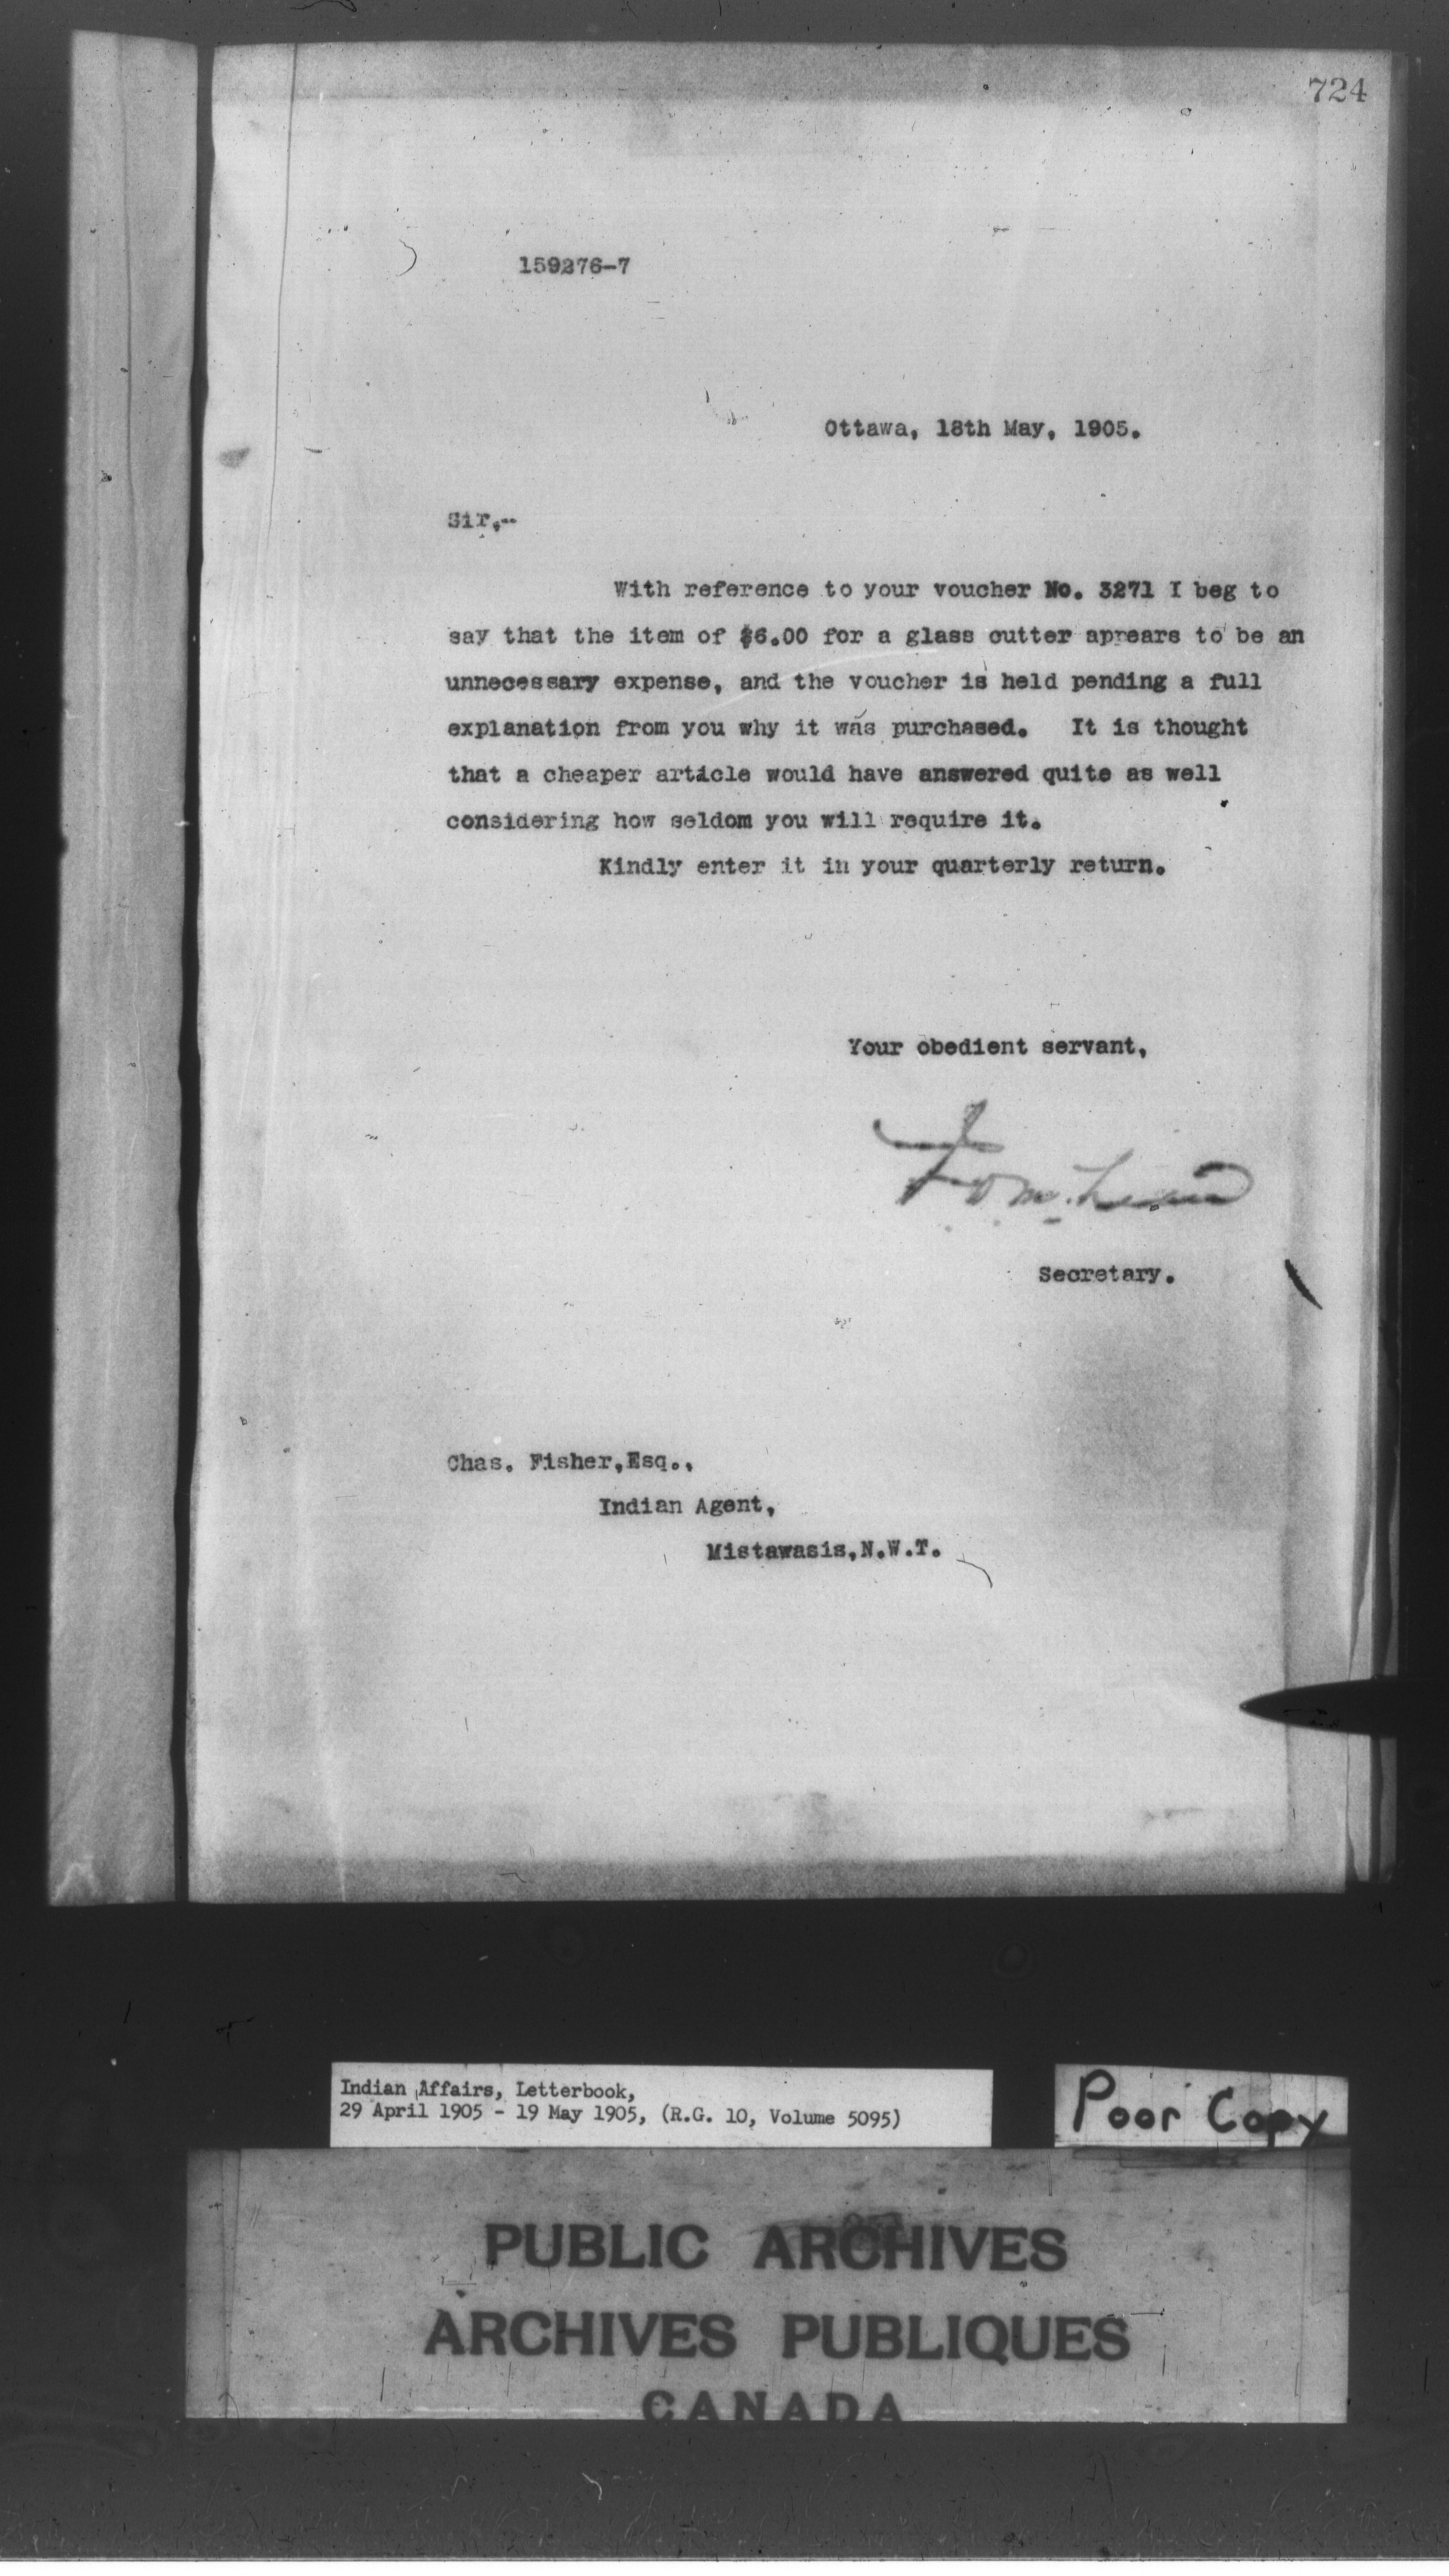 724
159276-7
Ottawa, 18th May, 1905.
Sir,--
With reference to your voucher No. 3271 I beg to
say that the item of $6.00 for a glass cutter appears to be an
unnecessary expense, and the voucher is held pending a full
explanation from you why it was purchased. It is thought
that a cheaper article would have answered quite as well
considering how seldom you will require it.
Kindly enter it in your quarterly return.
Your obedient servant,
Secretary.
Chas. Fisher,Esq.,
Indian Agent,
Mistawasis,N.W.T.
Indian Affairs, Letterbook,
29 April 1905 - 19 May 1905, (R.G. 10, Volume 5095)
Poor Copy
PUBLIC ARCHIVES
ARCHIVES PUBLIQUES
CANADA